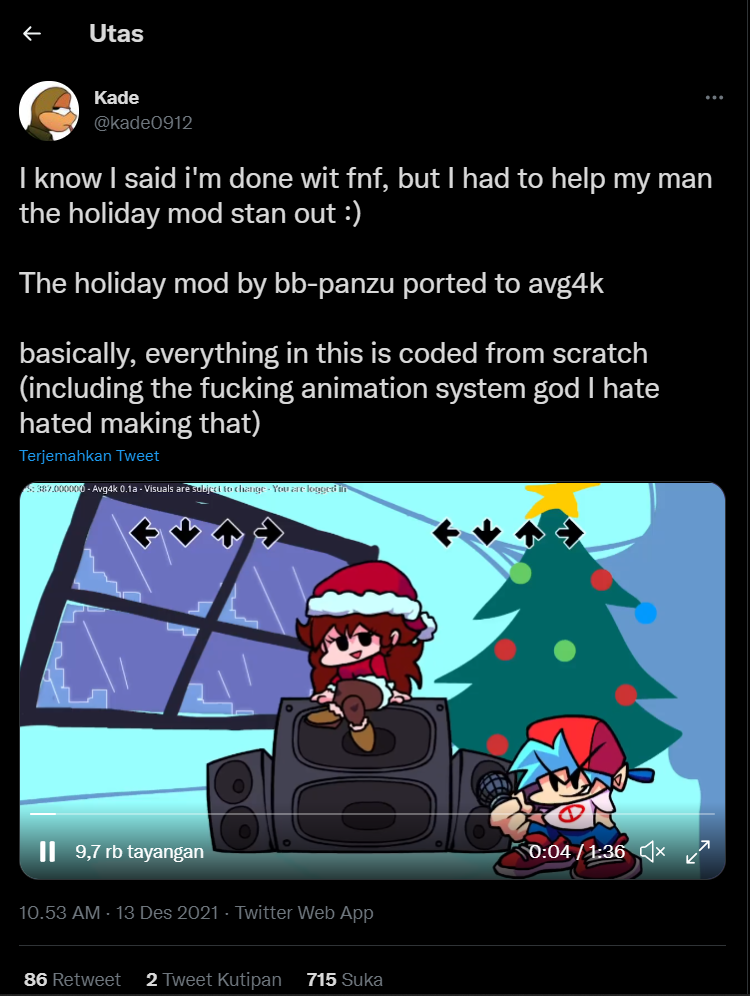 Utas
Kade
@kade0912
I know I said i'm done wit fnf, but I had to help my man
the holiday mod stan out :)
The holiday mod by bb-panzu ported to avg4k
basically, everything in this is coded from scratch
(including the fucking animation system god I hate
hated making that)
Terjemahkan Tweet
S: 387.000000 - Avg4k 0.1a - Visuals are subject to change - You are logged in
9,7 rb tayangan
0:04 / 1:36
10.53 AM · 13 Des 2021 · Twitter Web App
86 Retweet 2 Tweet Kutipan 715 Suka